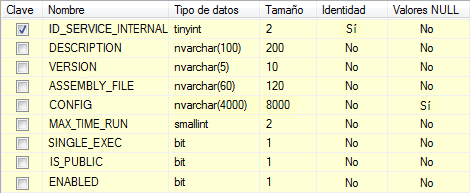 Clave Nombre Tipo de datos Tamaño Identidad Valores NULL
ID_SERVICE_INTERNAL tinyint 2 Sí No
DESCRIPTION nvarchar(100) 200 No No
VERSION nvarchar(5) 10 No No
ASSEMBLY_FILE nvarchar(60) 120 No No
CONFIG nvarchar(4000) 8000 No Sí
MAX_TIME_RUN smallint 2 No No
SINGLE_EXEC bit 1 No No
IS_PUBLIC bit 1 No No
ENABLED bit 1 No No